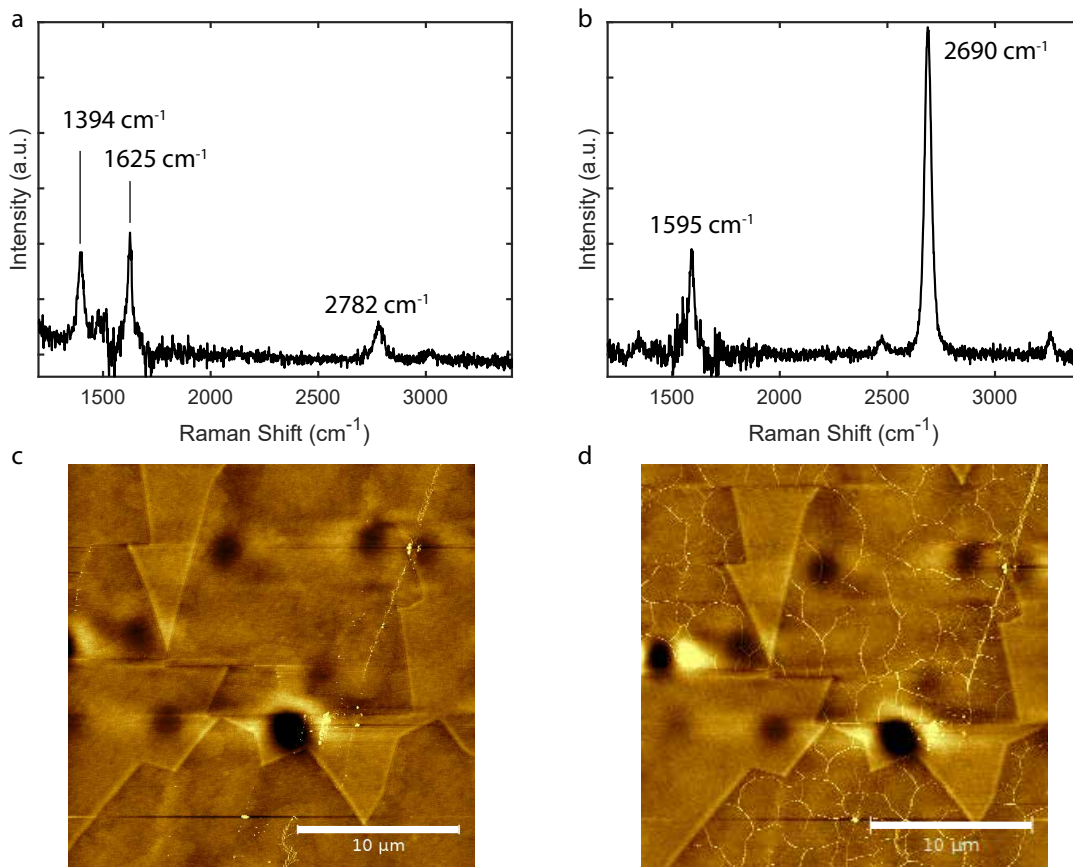 a
b
1394 cm-1
1625 cm-1
2782 cm-1
1595 cm-1
2690 cm-1
Intensity (a.u.)
Intensity (a.u.)
1500 2000 2500 3000
1500 2000 2500 3000
Raman Shift (cm-1)
Raman Shift (cm-1)
c
d
10 μm
10 μm